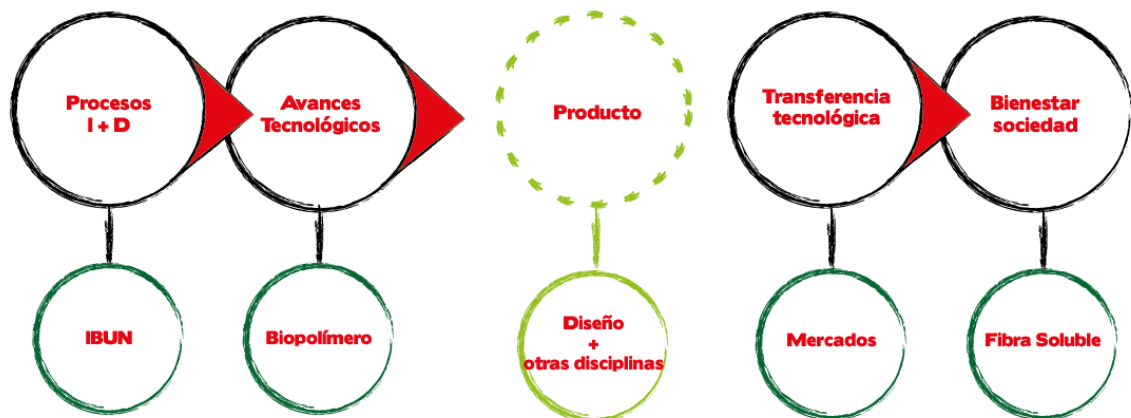 Procesos
I + D
Avances
Tecnológicos
Producto
Transferencia
tecnológica
Bienestar
sociedad
IBUN
Biopolímero
Diseño
+
otras disciplinas
Mercados
Fibra Soluble